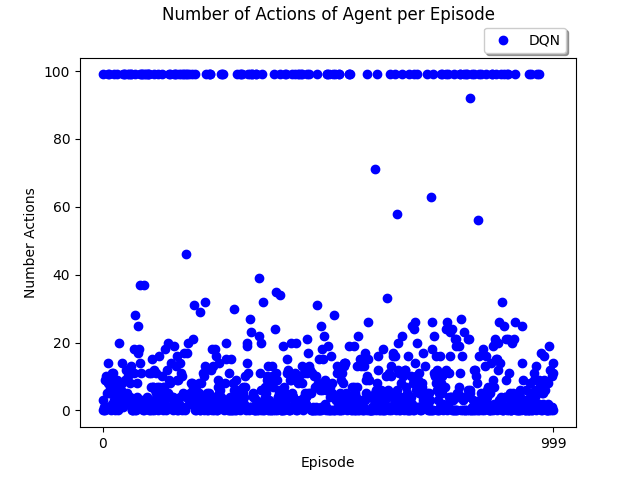 Number of Actions of Agent per Episode
DQN
100
80
60
40
20
0
Number Actions
0
999
Episode